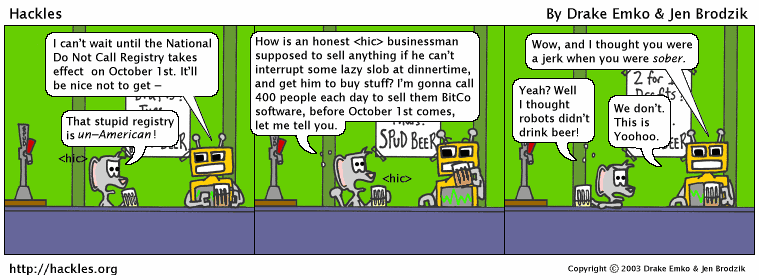 Hackles
By Drake Emko & Jen Brodzik
I can't wait until the National
Do Not Call Registry takes
effect on October 1st. It'll
be nice not to get –
That stupid registry
is un–American!
<hic>
BEER
How is an honest <hic> businessman
supposed to sell anything if he can't
interrupt some lazy slob at dinnertime,
and get him to buy stuff? I'm gonna call
400 people each day to sell them BitCo
software, before October 1st comes,
let me tell you.
SPUD BEER
<hic>
Wow, and I thought you were
a jerk when you were sober.
2 for 1
Yeah? Well
I thought
robots didn't
drink beer!
We don't.
This is
Yoohoo.
http://hackles.org
Copyright © 2003 Drake Emko & Jen Brodzik